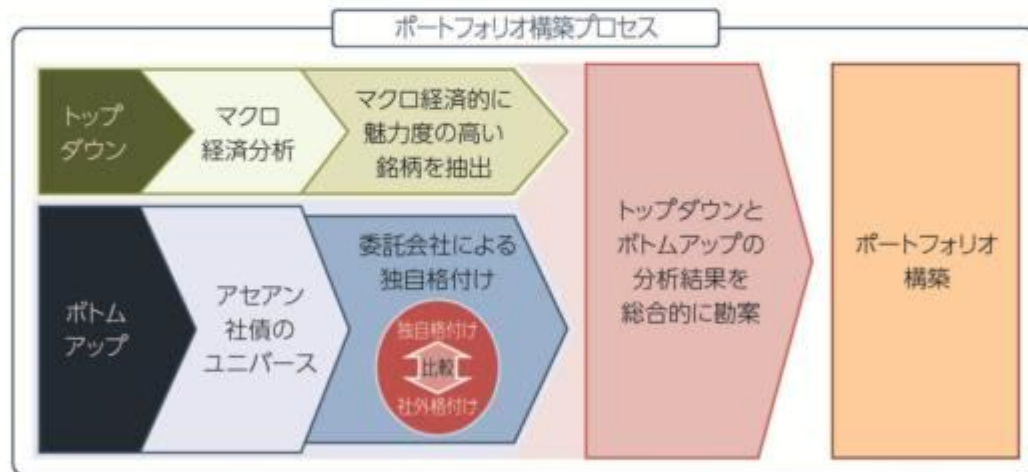 ポートフォリオ構築プロセス
トップ
ダウン
マクロ
経済分析
マクロ経済的に
魅力度の高い
銘柄を抽出
ボトム
アップ
アセアン
社債の
ユニバース
委託会社による
独自格付け
独自格付け
比較
社外格付け
トップダウンと
ボトムアップの
分析結果を
総合的に勘案
ポートフォリオ
構築